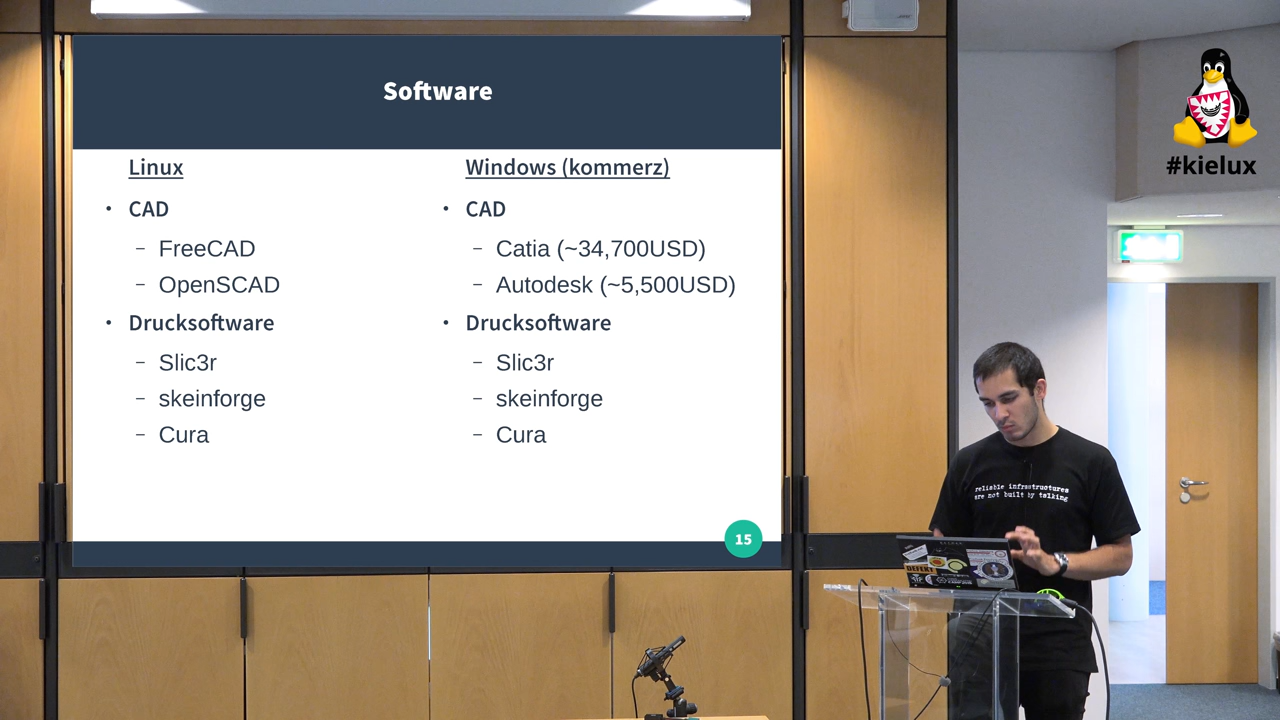 Software
Linux
• CAD
– FreeCAD
– OpenSCAD
• Drucksoftware
– Slic3r
– skeinforge
– Cura
Windows (kommerz)
• CAD
– Catia (~34,700USD)
– Autodesk (~5,500USD)
• Drucksoftware
– Slic3r
– skeinforge
– Cura
15
#kielux
reliable infrastructures
are not built by talking
DEFEKT